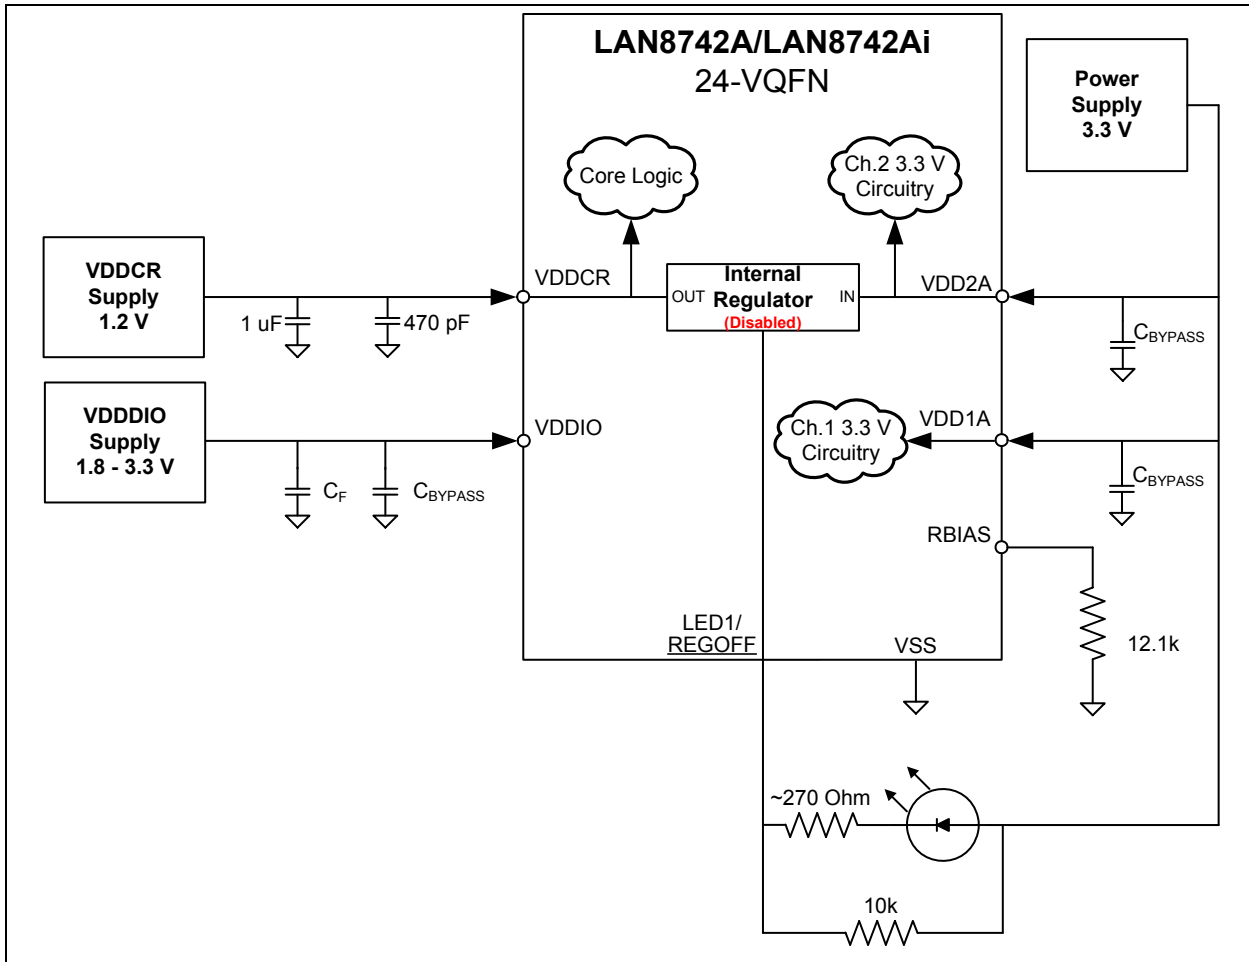 LAN8742A/LAN8742Ai
24-VQFN
Power
Supply
3.3 V
Core Logic
Ch.2 3.3 V
Circuitry
VDDCR
Supply
1.2 V
VDDCR
OUT
Internal
Regulator
(Disabled)
IN
VDD2A
1 uF
470 pF
CBYPASS
VDDDIO
Supply
1.8 - 3.3 V
VDDIO
Ch.1 3.3 V
Circuitry
VDD1A
CF
CBYPASS
CBYPASS
RBIAS
12.1k
LED1/
REGOFF
VSS
~270 Ohm
10k